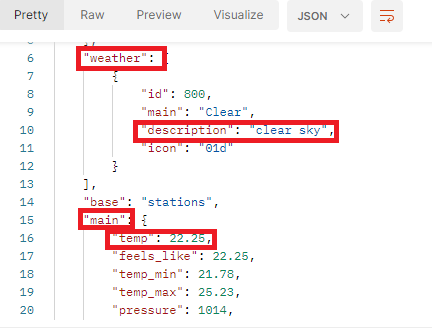 Pretty Raw Preview Visualize JSON
5 ],
6 "weather": [
7 {
8 "id": 800,
9 "main": "Clear",
10 "description": "clear sky",
11 "icon": "01d"
12 }
13 ],
14 "base": "stations",
15 "main": {
16 "temp": 22.25,
17 "feels_like": 22.25,
18 "temp_min": 21.78,
19 "temp_max": 25.23,
20 "pressure": 1014,